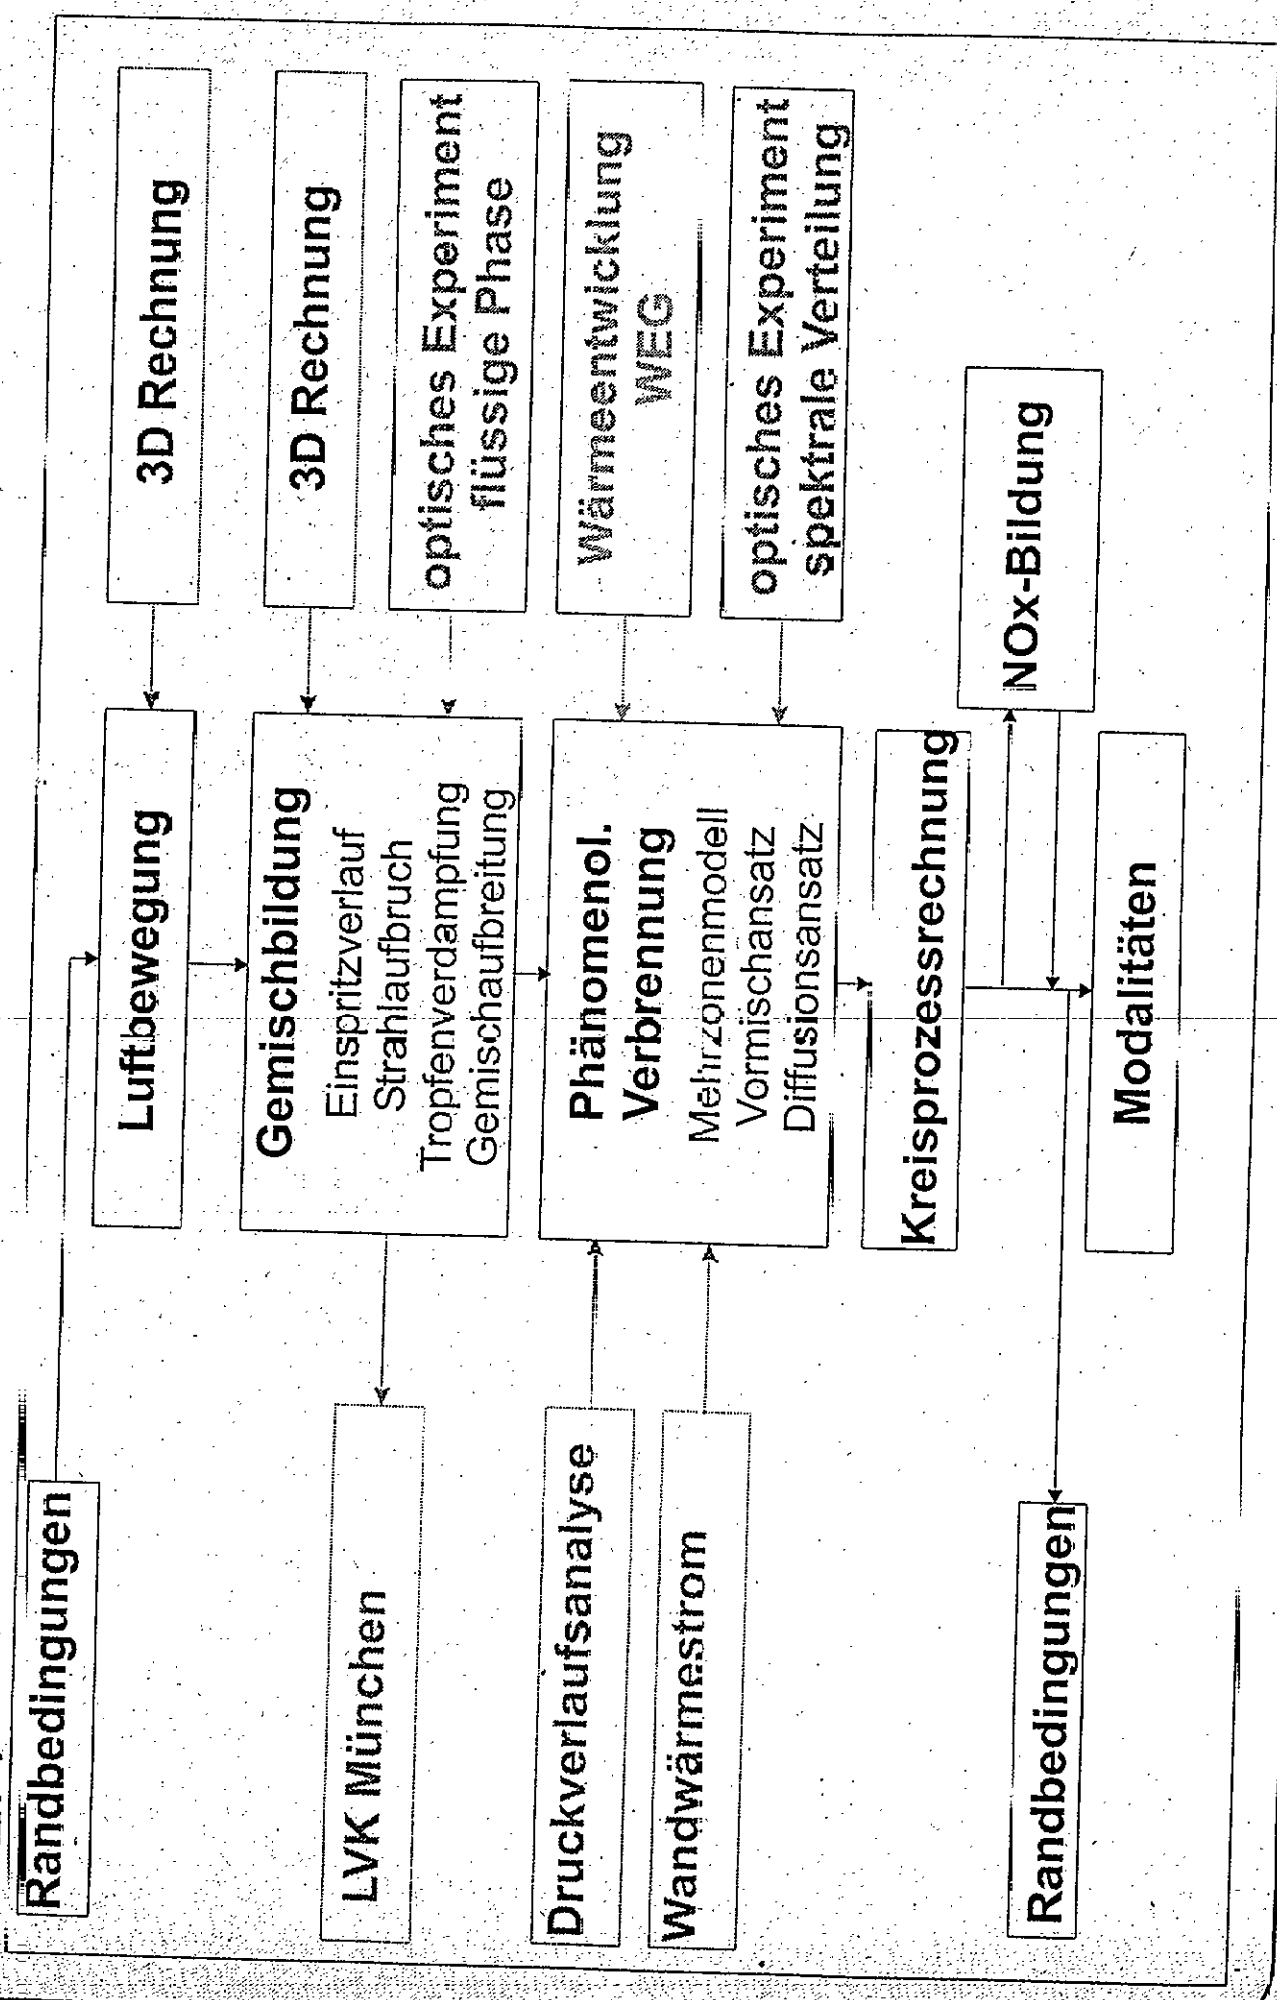 Randbedingungen
Luftbewegung
3D Rechnung
LVK München
Gemischbildung
Einspritzverlauf
Strahlaufbruch
Tropfenverdampfung
Gemischaufbreitung
3D Rechnung
optisches Experiment
flüssige Phase
Druckverlaufsanalyse
Wandwärmestrom
Phänomenol.
Verbrennung
Mehrzonenmodell
Vormischansatz
Diffusionsansatz
Wärmeentwicklung
WEG
optisches Experiment
spektrale Verteilung
Kreisprozessrechnung
NOx-Bildung
Randbedingungen
Modalitäten